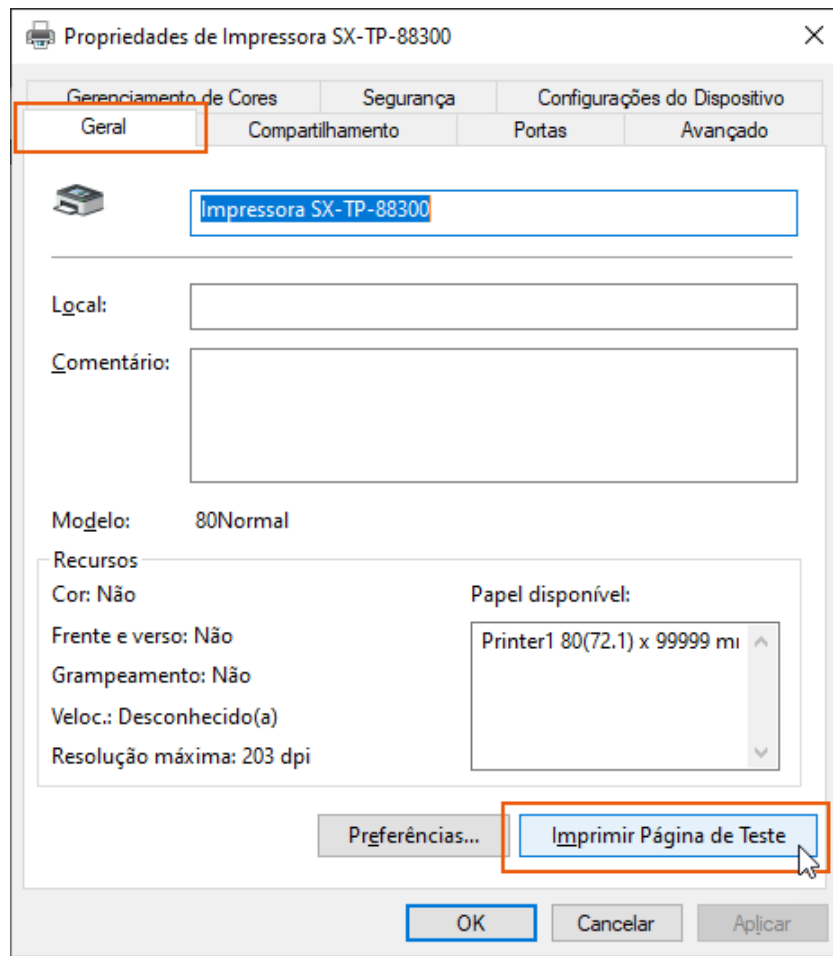 Propriedades de Impressora SX-TP-88300
Gerenciamento de Cores Segurança Configurações do Dispositivo
Geral Compartilhamento Portas Avançado
Impressora SX-TP-88300
Local:
Comentário:
Modelo: 80Normal
Recursos
Cor: Não Papel disponível:
Frente e verso: Não Printer1 80(72.1) x 99999 mı
Grampeamento: Não
Veloc.: Desconhecido(a)
Resolução máxima: 203 dpi
Preferências... Imprimir Página de Teste
OK Cancelar Aplicar